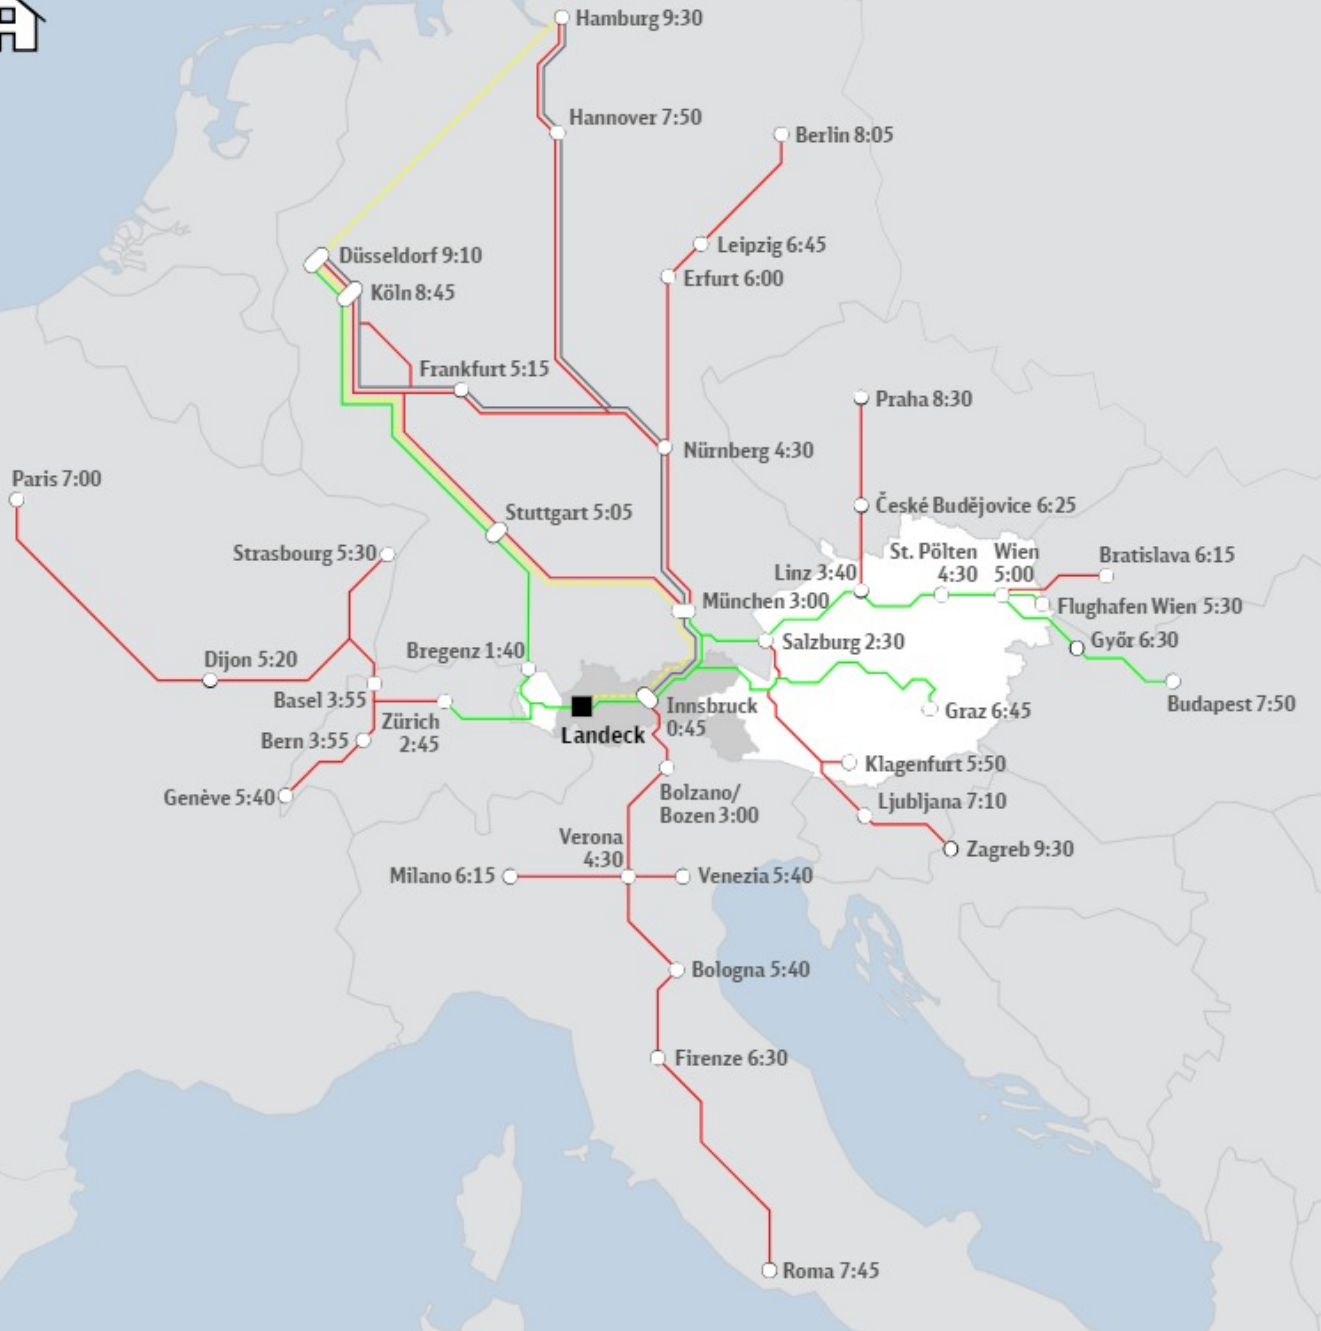 Hamburg 9:30
Hannover 7:50
Berlin 8:05
Leipzig 6:45
Düsseldorf 9:10
Erfurt 6:00
Köln 8:45
Frankfurt 5:15
Praha 8:30
Nürnberg 4:30
Paris 7:00
České Budějovice 6:25
Stuttgart 5:05
Strasbourg 5:30
St. Pölten
4:30
Wien
5:00
Bratislava 6:15
Linz 3:40
München 3:00
Flughafen Wien 5:30
Salzburg 2:30
Győr 6:30
Bregenz 1:40
Dijon 5:20
Basel 3:55
Zürich
2:45
Innsbruck
0:45
Landeck
Graz 6:45
Budapest 7:50
Bern 3:55
Klagenfurt 5:50
Genève 5:40
Bolzano/
Bozen 3:00
Ljubljana 7:10
Verona
4:30
Zagreb 9:30
Milano 6:15
Venezia 5:40
Bologna 5:40
Firenze 6:30
Roma 7:45